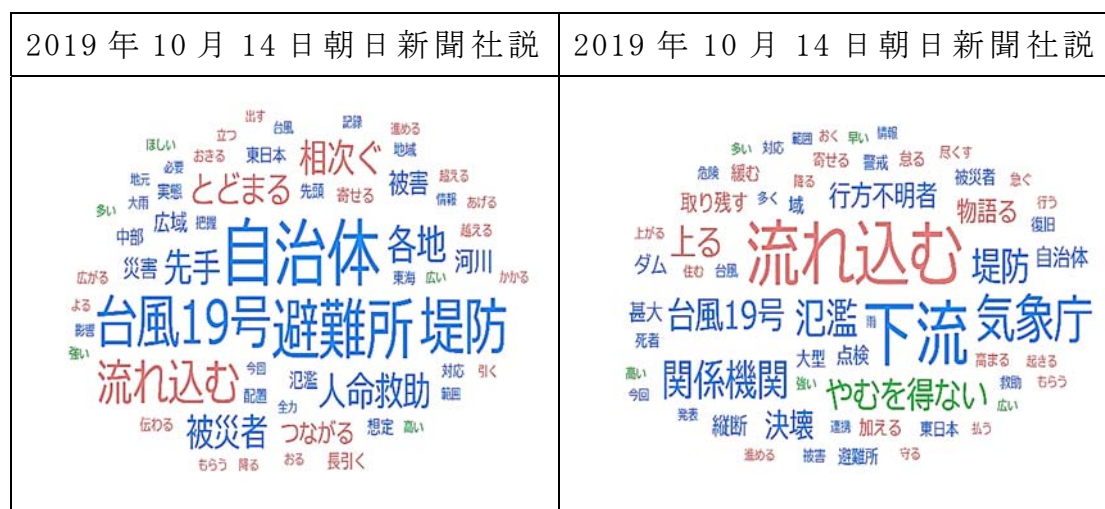 2019年10月14日朝日新聞社説
2019年10月14日朝日新聞社説
出す
台風
記録
進める
ほしい
立つ
必要
おきる
東日本
相次ぐ
地域
地元
実態
とどまる
先頭
寄せる
被害
超える
多い
大雨
広域
把握
情報
あげる
中部
災害
先手
自治体
各地
河川
越える
広がる
東海
広い
かかる
よる
影響
台風19号
避難所
堤防
強い
流れ込む
今回
配置
氾濫
人命救助
対応
引く
範囲
伝わる
被災者
全力
つながる
想定
高い
もらう
降る
おる
長引く
多い
対応
範囲
おく
早い
情報
危険
緩む
寄せる
警戒
怠る
尽くす
取り残す
多く
降る
域
行方不明者
被災者
急ぐ
物語る
行う
復旧
上がる
上る
流れ込む
堤防
自治体
ダム
住む
台風
甚大
台風19号
氾濫
雨
下流
気象庁
死者
大型
点検
高まる
起きる
高い
今回
関係機関
強い
やむを得ない
救助
もらう
広い
発表
縦断
決壊
連携
加える
東日本
払う
進める
被害
避難所
守る